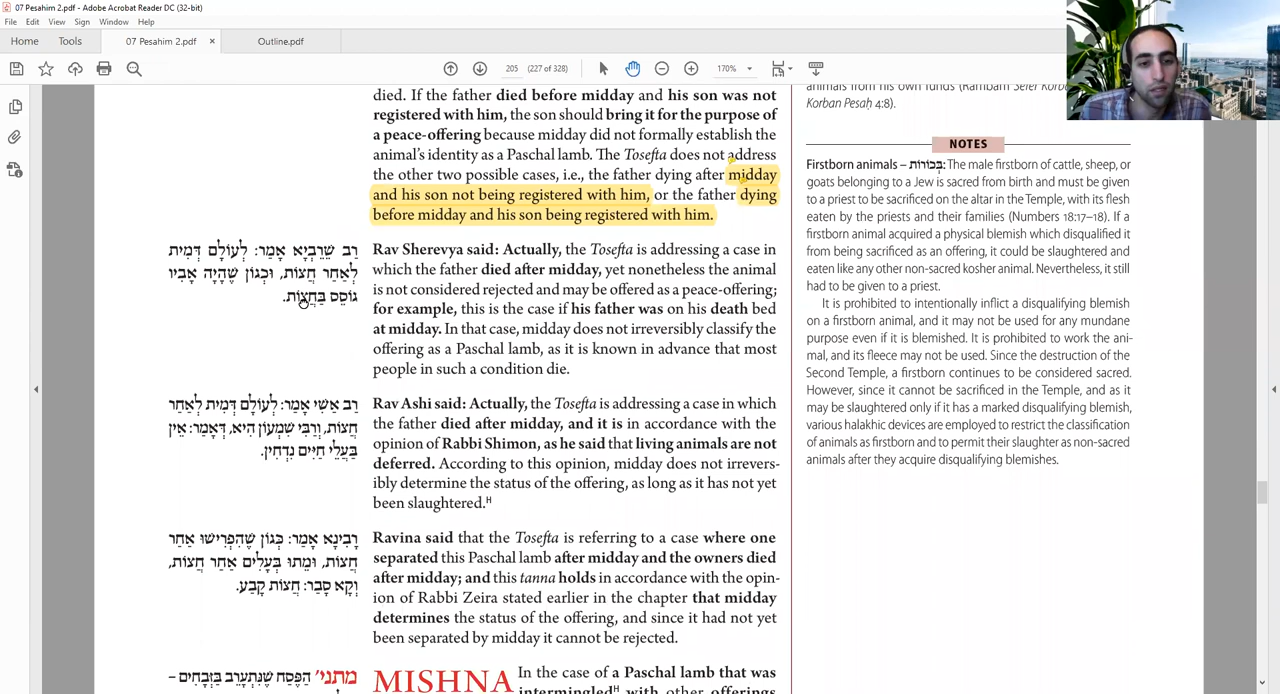 07 Pesahim 2.pdf - Adobe Acrobat Reader DC (32-bit)
File Edit View Sign Window Help
Home Tools 07 Pesahim 2.pdf × Outline.pdf
205 (227 of 328) 170%
died. If the father died before midday and his son was not
registered with him, the son should bring it for the purpose of
a peace-offering because midday did not formally establish the
animal's identity as a Paschal lamb. The Tosefta does not address
the other two possible cases, i.e., the father dying after midday
and his son not being registered with him, or the father dying
before midday and his son being registered with him.
רַב שֵׁרֵבְיָא אָמַר: לְעוֹלָם דְּמִית
לְאַחַר חֲצוֹת, וּכְגוֹן שֶׁהָיָה אָבִיו
גּוֹסֵס בַּחֲצוֹת.
Rav Sherevya said: Actually, the Tosefta is addressing a case in
which the father died after midday, yet nonetheless the animal
is not considered rejected and may be offered as a peace-offering;
for example, this is the case if his father was on his death bed
at midday. In that case, midday does not irreversibly classify the
offering as a Paschal lamb, as it is known in advance that most
people in such a condition die.
רַב אַשִׁי אָמַר: לְעוֹלָם דְּמִית לְאַחַר
חֲצוֹת, וְרַבִּי שִׁמְעוֹן הִיא, דְּאָמַר: אֵין
בַּעֲלֵי חַיִּים נִדְחִין.
Rav Ashi said: Actually, the Tosefta is addressing a case in which
the father died after midday, and it is in accordance with the
opinion of Rabbi Shimon, as he said that living animals are not
deferred. According to this opinion, midday does not irrevers-
ibly determine the status of the offering, as long as it has not yet
been slaughtered.H
רָבִינָא אָמַר: כְּגוֹן שֶׁהִפְרִישׁוֹ אַחַר
חֲצוֹת, וּמֵתוּ בְּעָלִים אַחַר חֲצוֹת,
וְקָא סָבַר: חֲצוֹת קָבַע.
Ravina said that the Tosefta is referring to a case where one
separated this Paschal lamb after midday and the owners died
after midday; and this tanna holds in accordance with the opin-
ion of Rabbi Zeira stated earlier in the chapter that midday
determines the status of the offering, and since it had not yet
been separated by midday it cannot be rejected.
מתני׳ הַפֶּסַח שֶׁנִּתְעָרֵב בִּזְבָחִים –
MISHNA In the case of a Paschal lamb that was
intermingledH with other offerings
animals from his own funds (Rambam Sefer
Korban Pesaḥ 4:8).
NOTES
Firstborn animals – בְּכוֹרוֹת: The male firstborn of cattle, sheep, or
goats belonging to a Jew is sacred from birth and must be given
to a priest to be sacrificed on the altar in the Temple, with its flesh
eaten by the priests and their families (Numbers 18:17–18). If a
firstborn animal acquired a physical blemish which disqualified it
from being sacrificed as an offering, it could be slaughtered and
eaten like any other non-sacred kosher animal. Nevertheless, it still
had to be given to a priest.
It is prohibited to intentionally inflict a disqualifying blemish
on a firstborn animal, and it may not be used for any mundane
purpose even if it is blemished. It is prohibited to work the ani-
mal, and its fleece may not be used. Since the destruction of the
Second Temple, a firstborn continues to be considered sacred.
However, since it cannot be sacrificed in the Temple, and as it
may be slaughtered only if it has a marked disqualifying blemish,
various halakhic devices are employed to restrict the classification
of animals as firstborn and to permit their slaughter as non-sacred
animals after they acquire disqualifying blemishes.